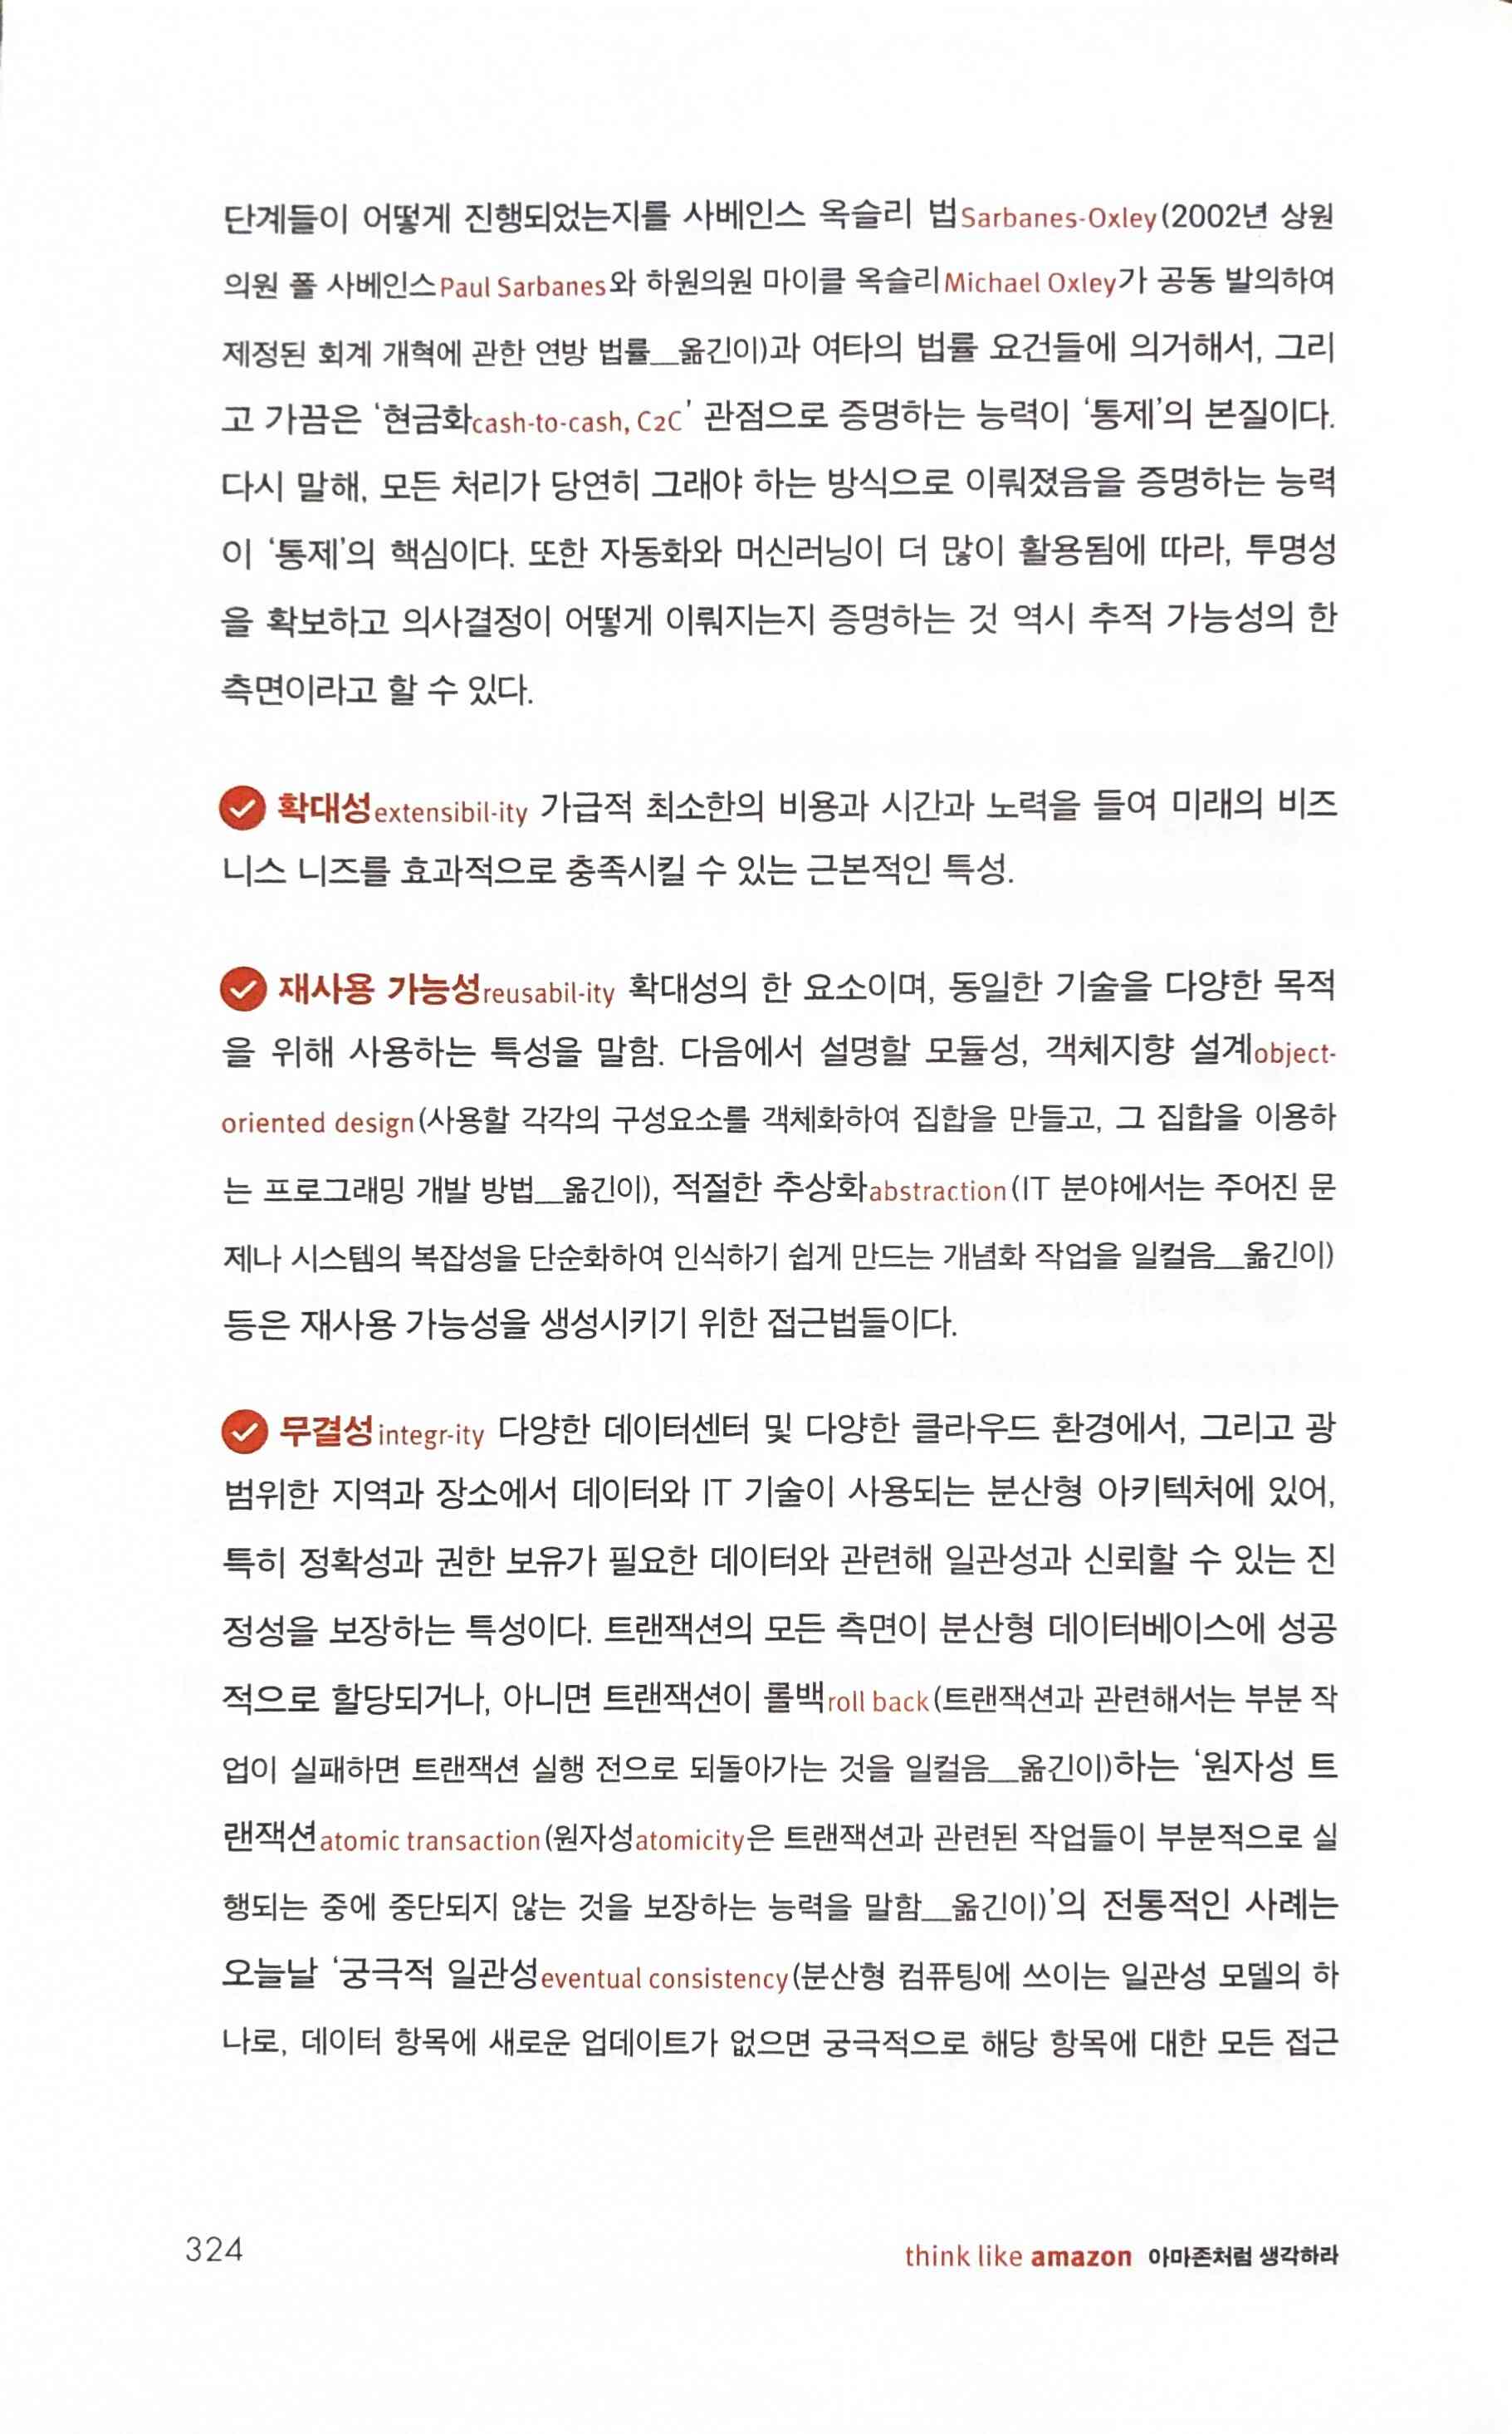 단계들이 어떻게 진행되었는지를 사베인스 옥슬리 법Sarbanes-Oxley(2002년 상원
의원 폴 사베인스Paul Sarbanes와 하원의원 마이클 옥슬리Michael Oxley가 공동 발의하여
제정된 회계 개혁에 관한 연방 법률__옮긴이)과 여타의 법률 요건들에 의거해서, 그리
고 가끔은 ‘현금화cash-to-cash, C2C’ 관점으로 증명하는 능력이 ‘통제’의 본질이다.
다시 말해, 모든 처리가 당연히 그래야 하는 방식으로 이뤄졌음을 증명하는 능력
이 ‘통제’의 핵심이다. 또한 자동화와 머신러닝이 더 많이 활용됨에 따라, 투명성
을 확보하고 의사결정이 어떻게 이뤄지는지 증명하는 것 역시 추적 가능성의 한
측면이라고 할 수 있다.
확대성extensibil-ity 가급적 최소한의 비용과 시간과 노력을 들여 미래의 비즈
니스 니즈를 효과적으로 충족시킬 수 있는 근본적인 특성.
재사용 가능성reusabil-ity 확대성의 한 요소이며, 동일한 기술을 다양한 목적
을 위해 사용하는 특성을 말함. 다음에서 설명할 모듈성, 객체지향 설계object-
oriented design(사용할 각각의 구성요소를 객체화하여 집합을 만들고, 그 집합을 이용하
는 프로그래밍 개발 방법__옮긴이), 적절한 추상화abstraction(IT 분야에서는 주어진 문
제나 시스템의 복잡성을 단순화하여 인식하기 쉽게 만드는 개념화 작업을 일컬음__옮긴이)
등은 재사용 가능성을 생성시키기 위한 접근법들이다.
무결성integr-ity 다양한 데이터센터 및 다양한 클라우드 환경에서, 그리고 광
범위한 지역과 장소에서 데이터와 IT 기술이 사용되는 분산형 아키텍처에 있어,
특히 정확성과 권한 보유가 필요한 데이터와 관련해 일관성과 신뢰할 수 있는 진
정성을 보장하는 특성이다. 트랜잭션의 모든 측면이 분산형 데이터베이스에 성공
적으로 할당되거나, 아니면 트랜잭션이 롤백roll back(트랜잭션과 관련해서는 부분 작
업이 실패하면 트랜잭션 실행 전으로 되돌아가는 것을 일컬음__옮긴이)하는 ‘원자성 트
랜잭션atomic transaction(원자성atomicity은 트랜잭션과 관련된 작업들이 부분적으로 실
행되는 중에 중단되지 않는 것을 보장하는 능력을 말함__옮긴이)’의 전통적인 사례는
오늘날 ‘궁극적 일관성eventual consistency(분산형 컴퓨팅에 쓰이는 일관성 모델의 하
나로, 데이터 항목에 새로운 업데이트가 없으면 궁극적으로 해당 항목에 대한 모든 접근
324
think like amazon 아마존처럼 생각하라